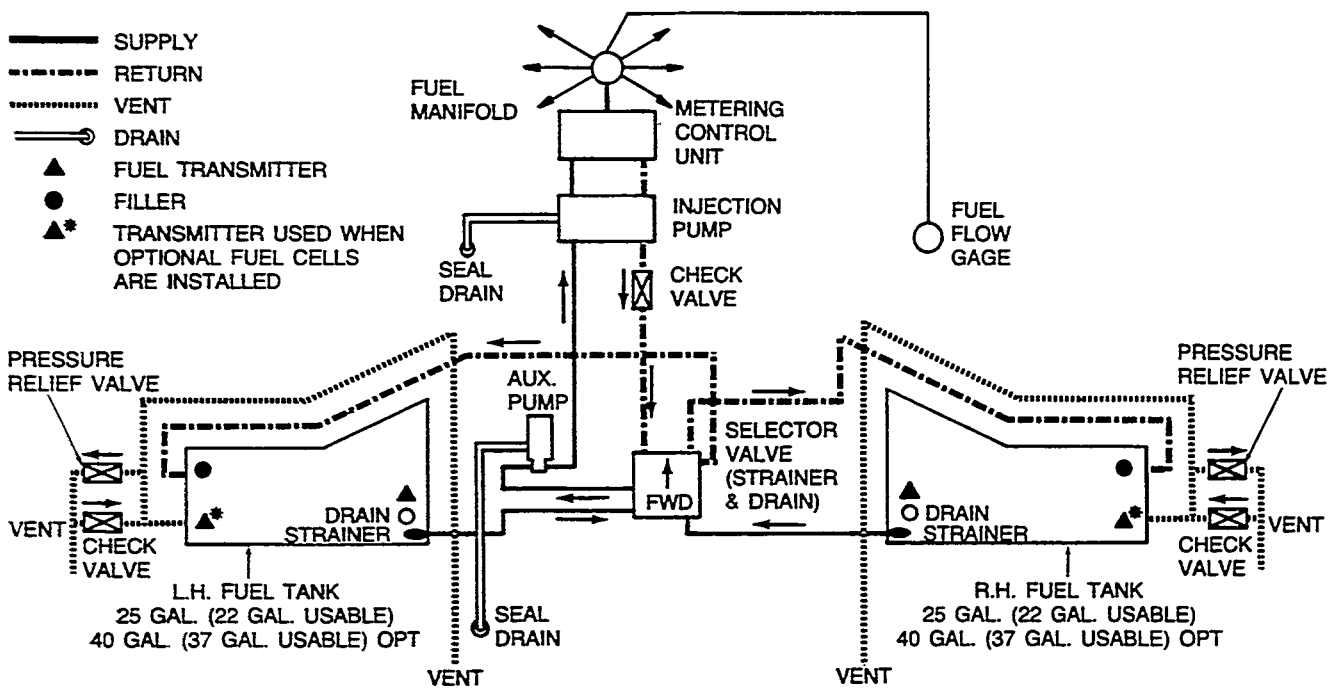 SUPPLY
RETURN
VENT
DRAIN
FUEL TRANSMITTER
FILLER
TRANSMITTER USED WHEN
OPTIONAL FUEL CELLS
ARE INSTALLED
FUEL
MANIFOLD
METERING
CONTROL
UNIT
INJECTION
PUMP
SEAL
DRAIN
CHECK
VALVE
FUEL
FLOW
GAGE
PRESSURE
RELIEF VALVE
AUX.
PUMP
SELECTOR
VALVE
(STRAINER
& DRAIN)
FWD
PRESSURE
RELIEF VALVE
DRAIN
STRAINER
VENT
CHECK
VALVE
L.H. FUEL TANK
25 GAL. (22 GAL. USABLE)
40 GAL. (37 GAL. USABLE) OPT
SEAL
DRAIN
VENT
DRAIN
STRAINER
VENT
CHECK
VALVE
R.H. FUEL TANK
25 GAL. (22 GAL. USABLE)
40 GAL. (37 GAL. USABLE) OPT
VENT